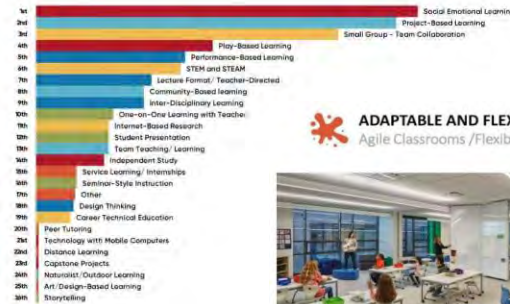 1st Social Emotional Learning
2nd Project-Based Learning
3rd Small Group - Team Collaboration
4th Play-Based Learning
5th Performance-Based Learning
6th STEM and STEAM
7th Lecture Format/ Teacher-Directed
8th Community-Based learning
9th Inter-Disciplinary Learning
10th One-on-One Learning with Teacher
11th Internet-Based Research
12th Student Presentation
13th Team Teaching/ Learning
14th Independent Study
15th Service Learning/ Internships
16th Seminar-Style Instruction
17th Other
18th Design Thinking
19th Career Technical Education
20th Peer Tutoring
21st Technology with Mobile Computers
22nd Distance Learning
23rd Capstone Projects
24th Naturalist/Outdoor Learning
25th Art/Design-Based Learning
26th Storytelling
ADAPTABLE AND FLEX
Agile Classrooms /Flexib